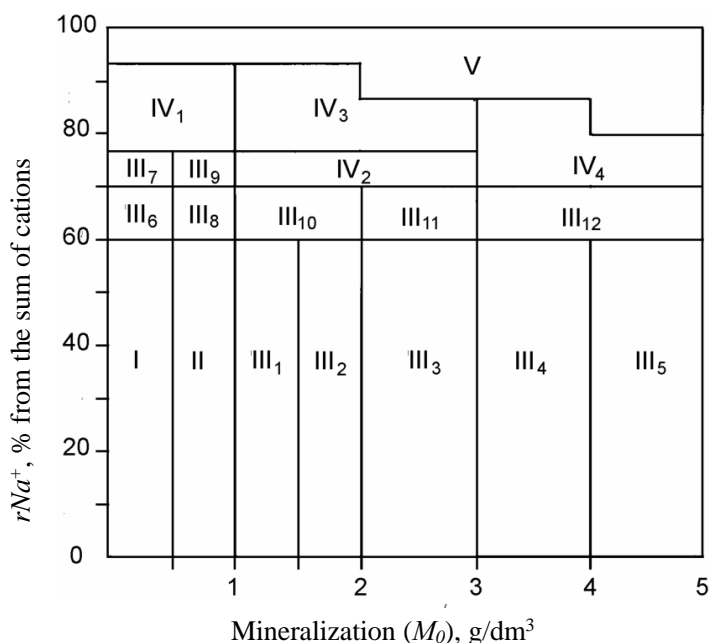 100
V
IV₁
IV₃
80
III₇
III₉
IV₂
IV₄
III₆
III₈
III₁₀
III₁₁
III₁₂
60
rNa⁺, % from the sum of cations
40
I
II
III₁
III₂
III₃
III₄
III₅
20
0
1
2
3
4
5
Mineralization (M₀), g/dm³